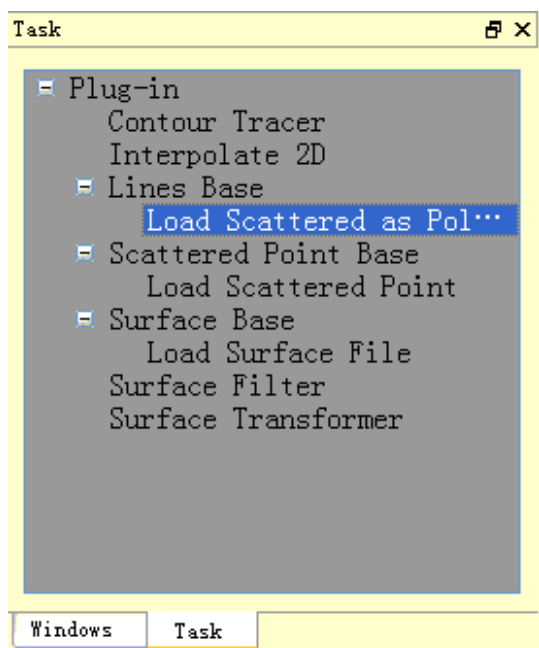 Task
Plug-in
Contour Tracer
Interpolate 2D
Lines Base
Load Scattered as Pol…
Scattered Point Base
Load Scattered Point
Surface Base
Load Surface File
Surface Filter
Surface Transformer
Windows Task